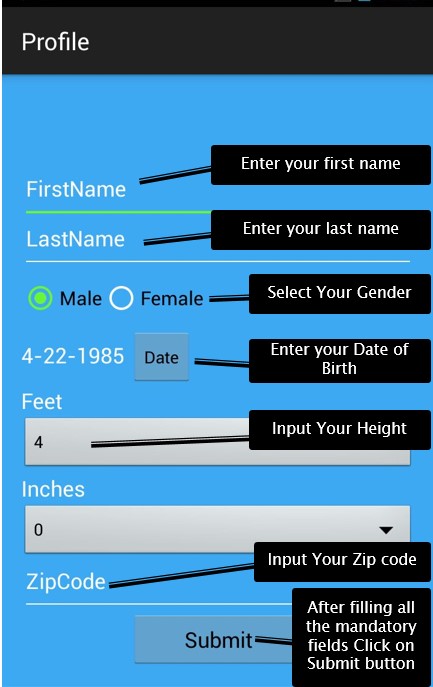 Profile
Enter your first name
FirstName
Enter your last name
LastName
Male Female
Select Your Gender
4-22-1985 Date
Enter your Date of
Birth
Feet
4
Input Your Height
Inches
0
Input Your Zip code
ZipCode
Submit
After filling all
the mandatory
fields Click on
Submit button